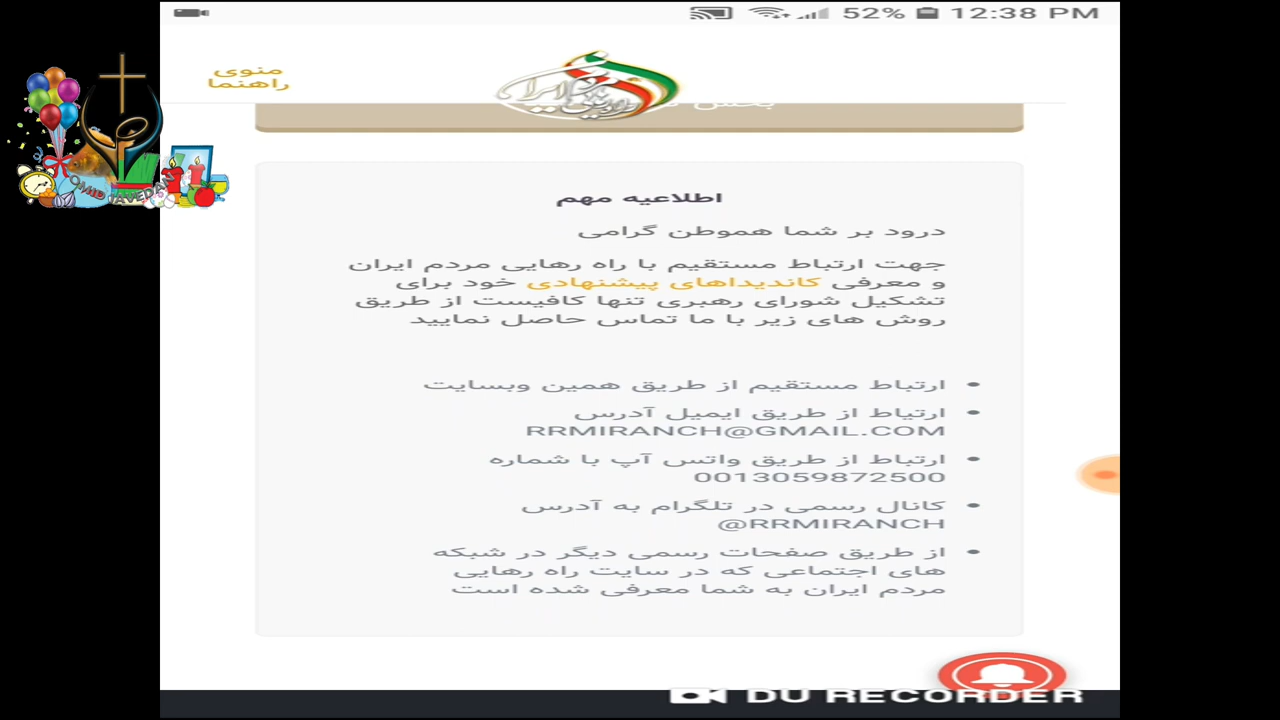 52% 12:38 PM
منوی
راهنما
OMID JAVEDAN
اطلاعیه مهم
درود بر شما هموطن گرامی
جهت ارتباط مستقیم با راه رهایی مردم ایران
و معرفی کاندیداهای پیشنهادی خود برای
تشکیل شورای رهبری تنها کافیست از طریق
روش های زیر با ما تماس حاصل نمایید
• ارتباط مستقیم از طریق همین وبسایت
• ارتباط از طریق ایمیل آدرس
RRMIRANCH@GMAIL.COM
• ارتباط از طریق واتس آپ با شماره
0013059872500
• کانال رسمی در تلگرام به آدرس
@RRMIRANCH
• از طریق صفحات رسمی دیگر در شبکه
های اجتماعی که در سایت راه رهایی
مردم ایران به شما معرفی شده است
DU RECORDER